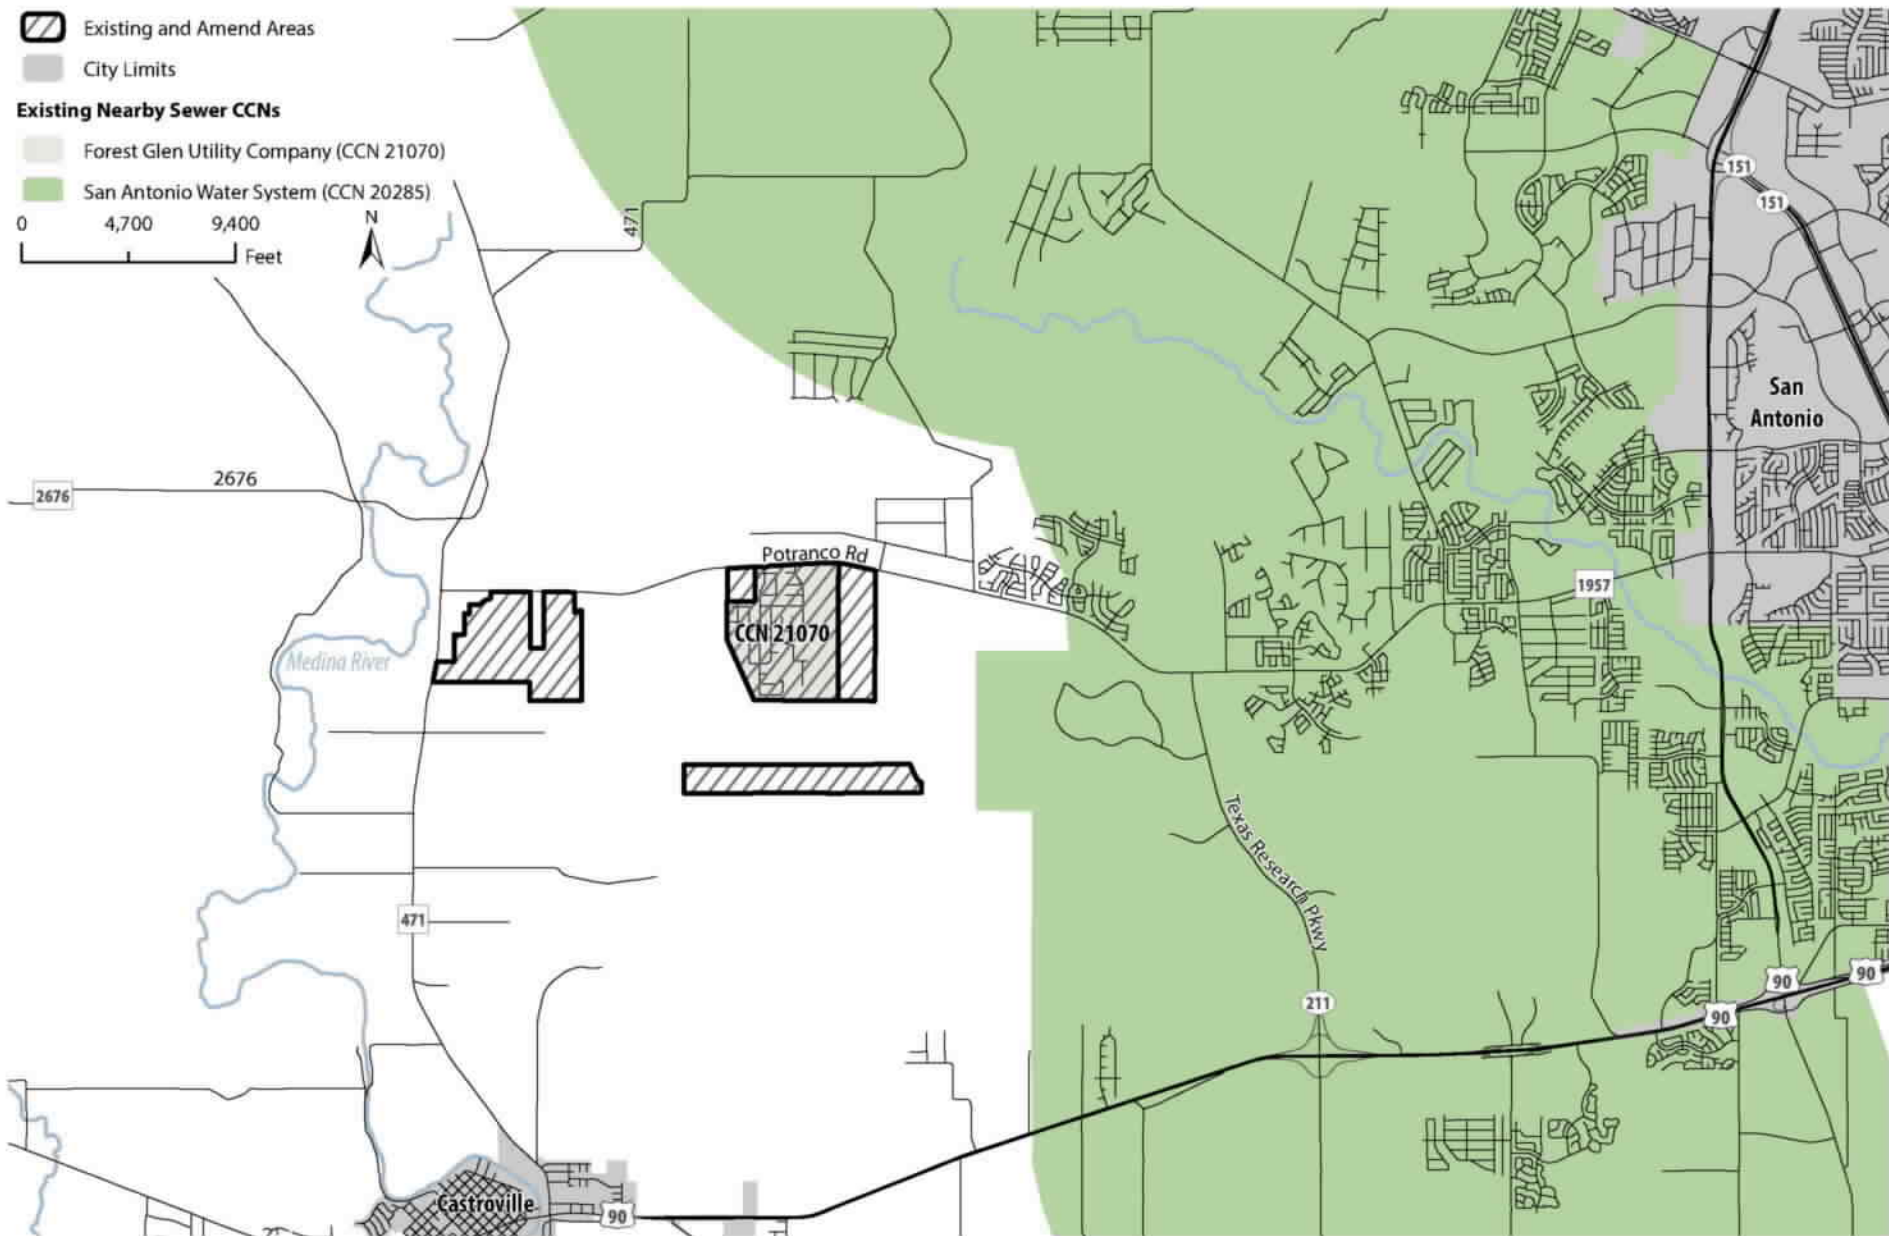 Existing and Amend Areas
City Limits
Existing Nearby Sewer CCNs
Forest Glen Utility Company (CCN 21070)
San Antonio Water System (CCN 20285)
0 4,700 9,400
Feet
N
471
151
151
San
Antonio
2676
2676
Potranco Rd
1957
CCN 21070
Medina River
Texas Research Pkwy
471
90
90
211
90
Castroville
90